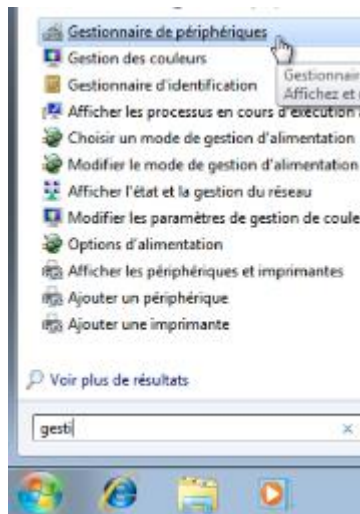 Gestionnaire de périphériques
Gestion des couleurs
Gestionnair
Gestionnaire d'identification
Affichez et
Afficher les processus en cours d'exécution
Choisir un mode de gestion d'alimentation
Modifier le mode de gestion d'alimentation
Afficher l'état et la gestion du réseau
Modifier les paramètres de gestion de coule
Options d'alimentation
Afficher les périphériques et imprimantes
Ajouter un périphérique
Ajouter une imprimante
Voir plus de résultats
gesti